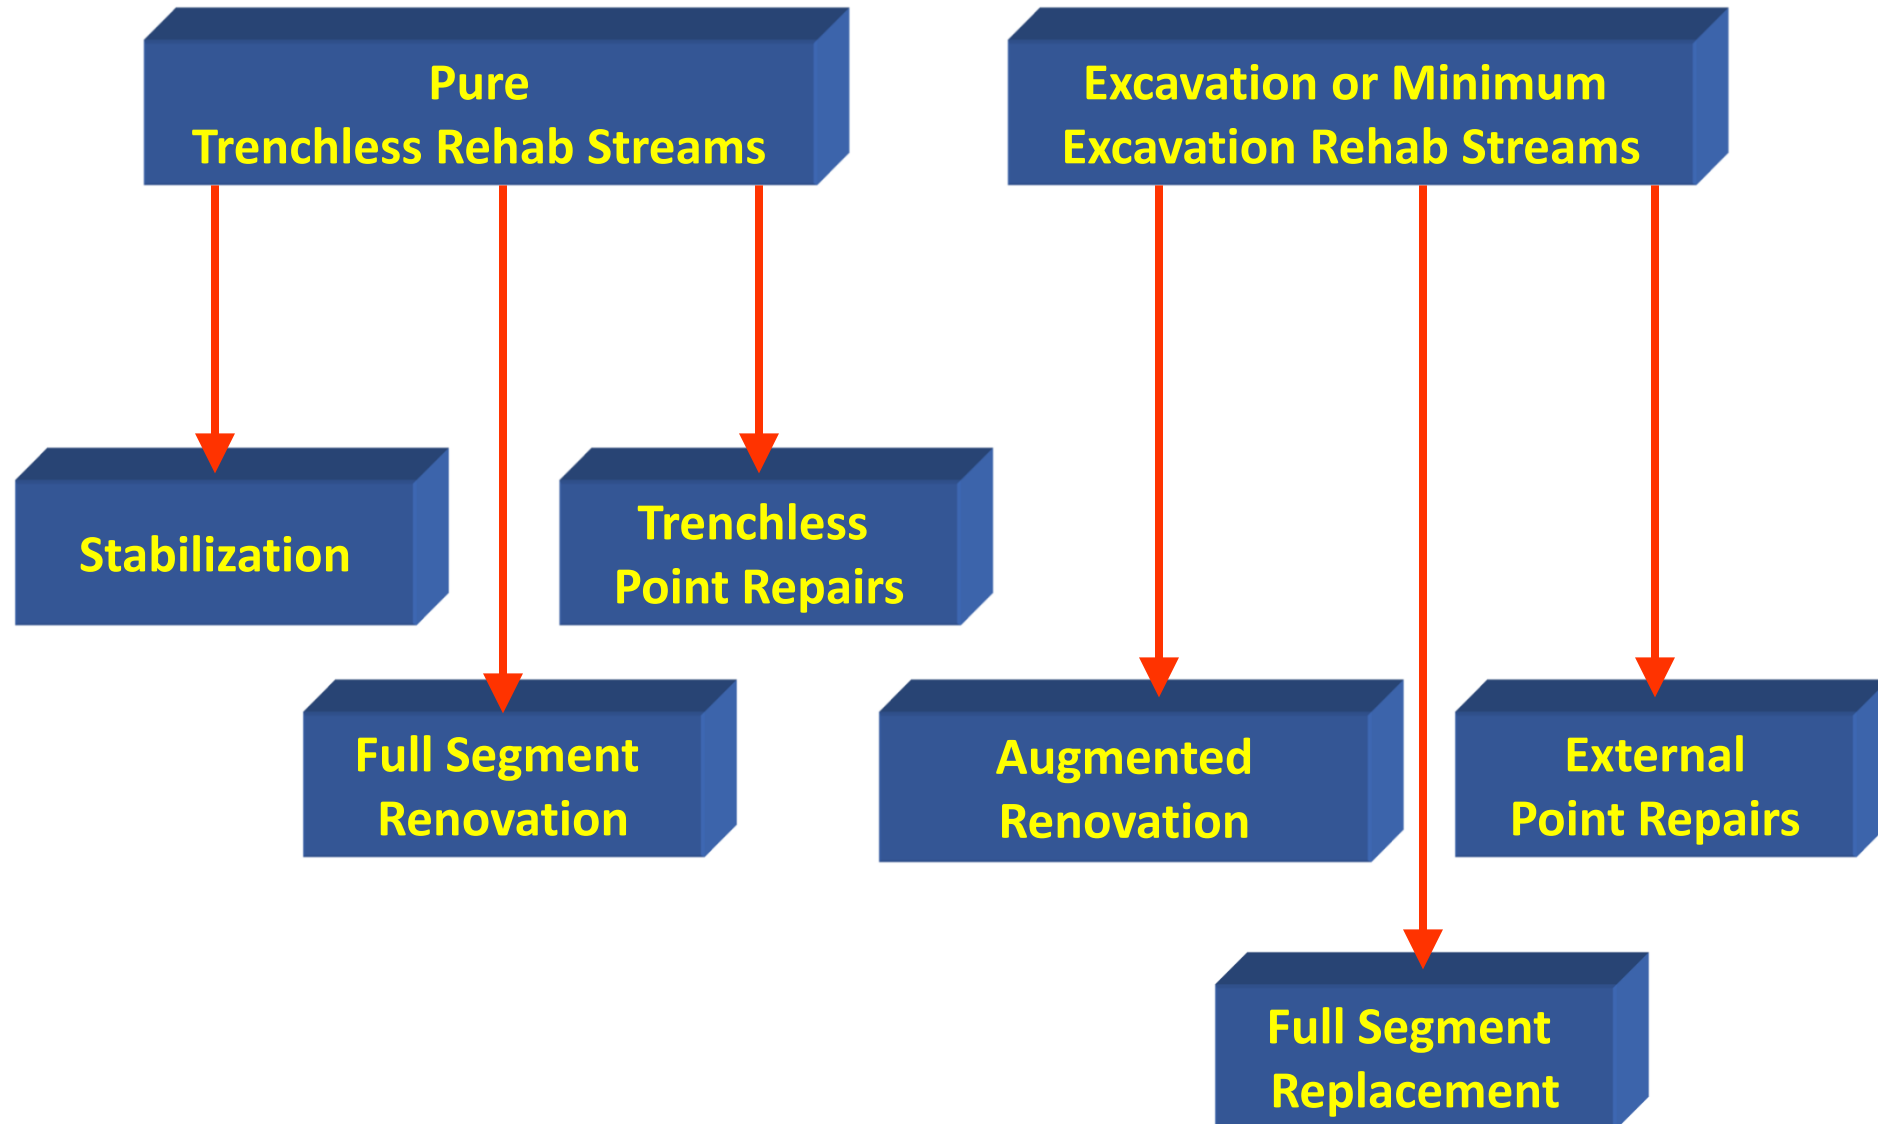 Pure
Trenchless Rehab Streams
Excavation or Minimum
Excavation Rehab Streams
Stabilization
Trenchless
Point Repairs
Full Segment
Renovation
Augmented
Renovation
External
Point Repairs
Full Segment
Replacement